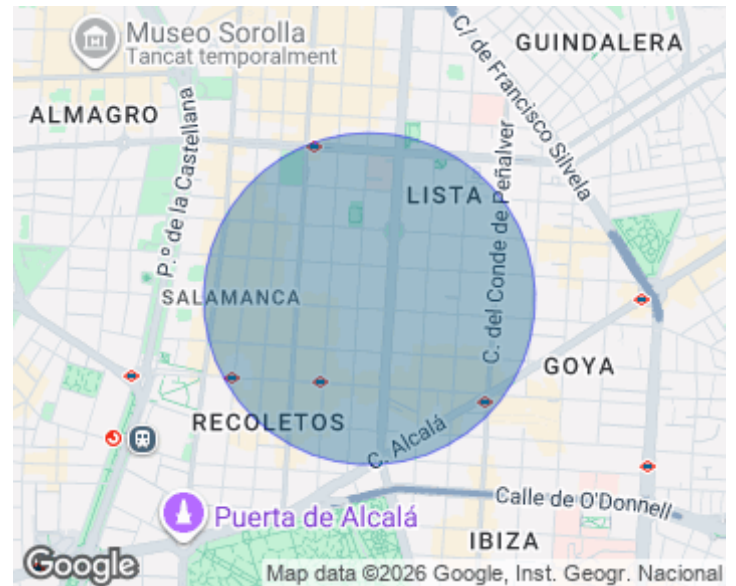 Museo Sorolla
Tancat temporalment
C/ de Francisco Silvela
GUINDALERA
ALMAGRO
P.º de la Castellana
LISTA
C. del Conde de Peñalver
SALAMANCA
GOYA
RECOLETOS
C. Alcalá
Calle de O'Donnell
Puerta de Alcalá
IBIZA
Google
Map data ©2026 Google, Inst. Geogr. Nacional